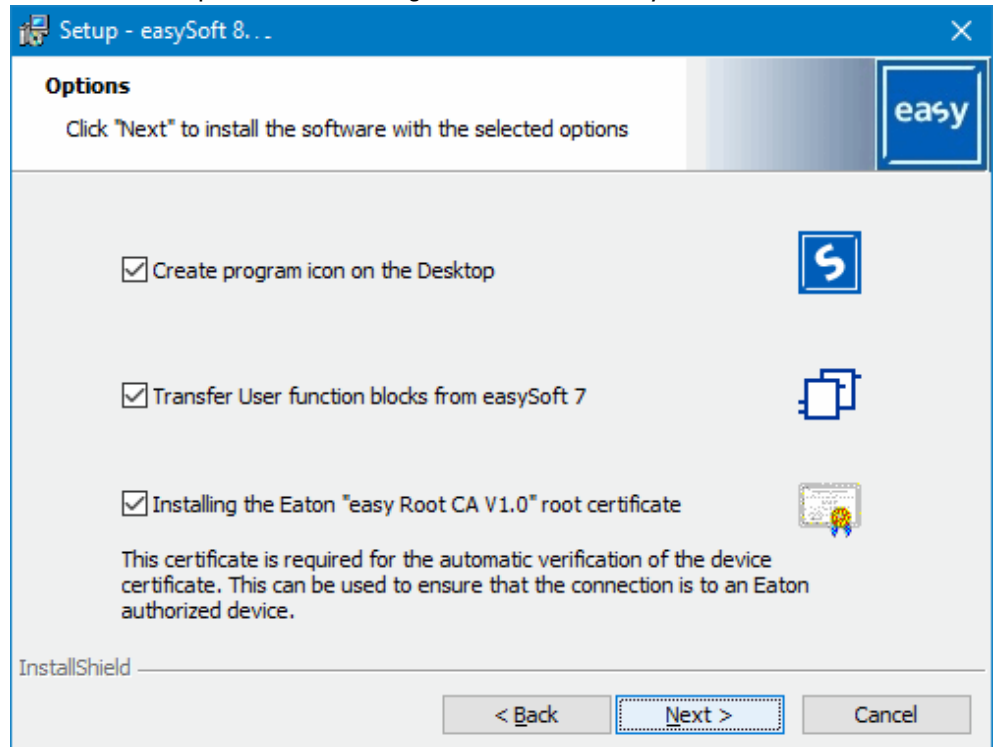 Setup - easySoft 8...
Options
Click "Next" to install the software with the selected options
easy
Create program icon on the Desktop
S
Transfer User function blocks from easySoft 7
Installing the Eaton "easy Root CA V1.0" root certificate
This certificate is required for the automatic verification of the device
certificate. This can be used to ensure that the connection is to an Eaton
authorized device.
InstallShield
< Back Next > Cancel